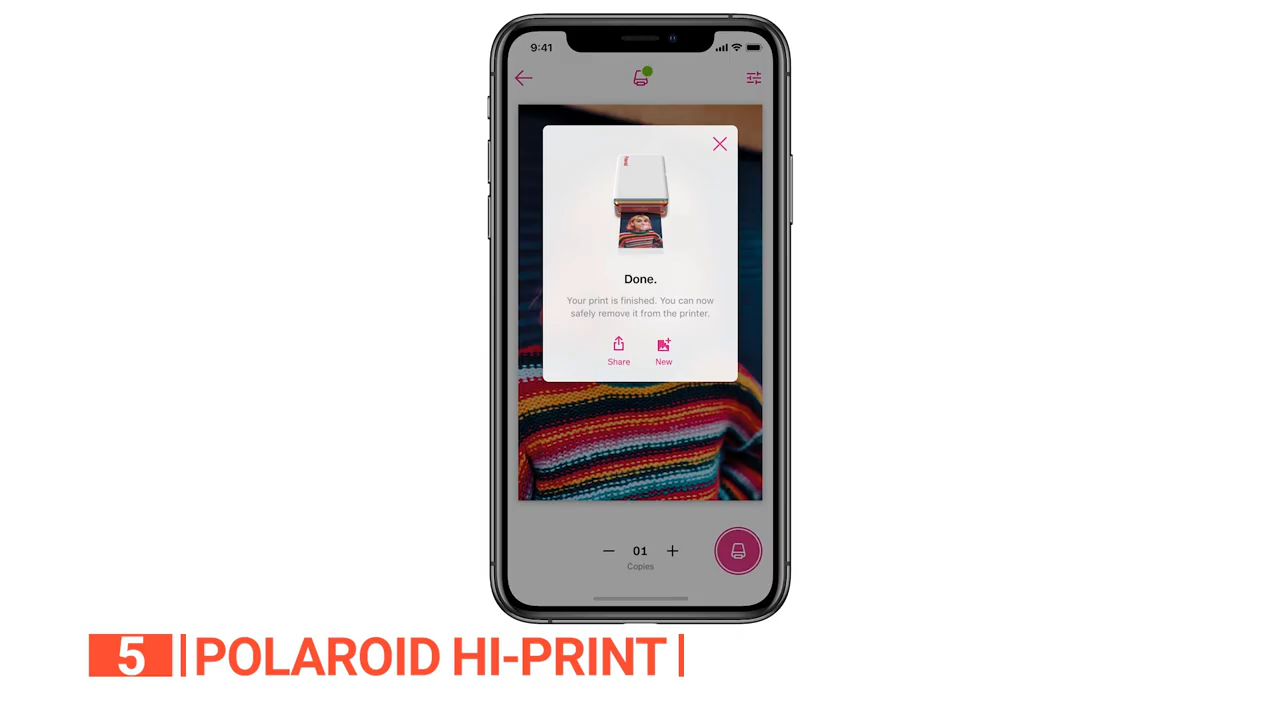 9:41
Done.
Your print is finished. You can now
safely remove it from the printer.
Share
New
01
Copies
5
POLAROID HI-PRINT